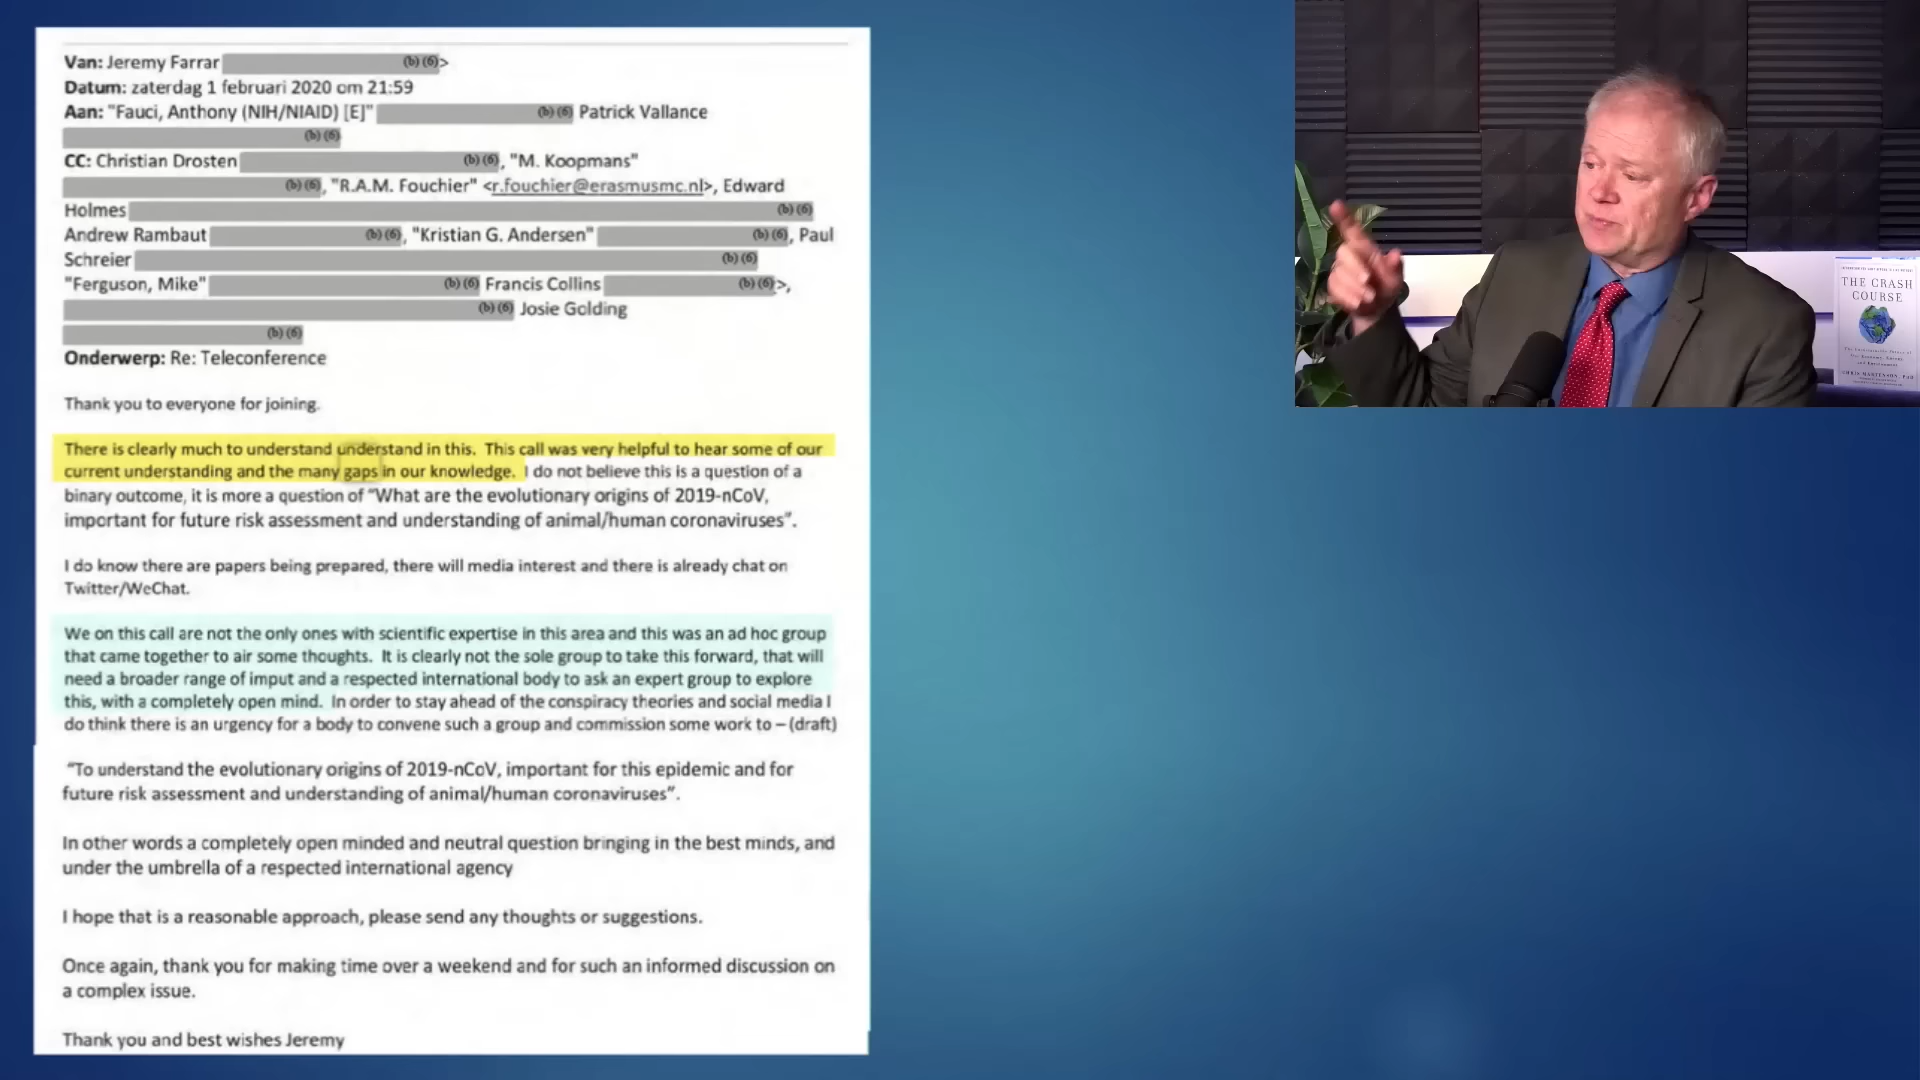 Van: Jeremy Farrar (b)(6)>
Datum: zaterdag 1 februari 2020 om 21:59
Aan: "Fauci, Anthony (NIH/NIAID) [E]" (b)(6) Patrick Vallance
(b)(6)
CC: Christian Drosten (b)(6), "M. Koopmans"
(b)(6), "R.A.M. Fouchier" <r.fouchier@erasmusmc.nl>, Edward
Holmes (b)(6)
Andrew Rambaut (b)(6), "Kristian G. Andersen" (b)(6), Paul
Schreier (b)(6)
"Ferguson, Mike" (b)(6) Francis Collins (b)(6)>,
(b)(6) Josie Golding
(b)(6)
Onderwerp: Re: Teleconference
Thank you to everyone for joining.
There is clearly much to understand understand in this. This call was very helpful to hear some of our
current understanding and the many gaps in our knowledge. I do not believe this is a question of a
binary outcome, it is more a question of "What are the evolutionary origins of 2019-nCoV,
important for future risk assessment and understanding of animal/human coronaviruses".
I do know there are papers being prepared, there will media interest and there is already chat on
Twitter/WeChat.
We on this call are not the only ones with scientific expertise in this area and this was an ad hoc group
that came together to air some thoughts. It is clearly not the sole group to take this forward, that will
need a broader range of imput and a respected international body to ask an expert group to explore
this, with a completely open mind. In order to stay ahead of the conspiracy theories and social media I
do think there is an urgency for a body to convene such a group and commission some work to – (draft)
"To understand the evolutionary origins of 2019-nCoV, important for this epidemic and for
future risk assessment and understanding of animal/human coronaviruses".
In other words a completely open minded and neutral question bringing in the best minds, and
under the umbrella of a respected international agency
I hope that is a reasonable approach, please send any thoughts or suggestions.
Once again, thank you for making time over a weekend and for such an informed discussion on
a complex issue.
Thank you and best wishes Jeremy
THE CRASH
COURSE
CHRIS MARTENSON, PHD